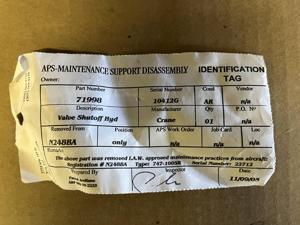 APS-MAINTENANCE SUPPORT DISASSEMBLY IDENTIFICATION TAG
Owner:
Part Number Serial Number Cond Vendor
71998 10412G AR n/a
Description Manufacturer Qty P.O. Nº
Valve Shutoff Hyd Crane 01 n/a
Removed From Position APS Work Order Job Card Loc
N248BA only n/a n/a n/a
Remarks
The above part was removed I.A.W. approved maintenance practices from aircraft:
Registration # N248BA Type: 747-100SR Serial Number: 22712
Prepared By Inspector Date
11/09/05